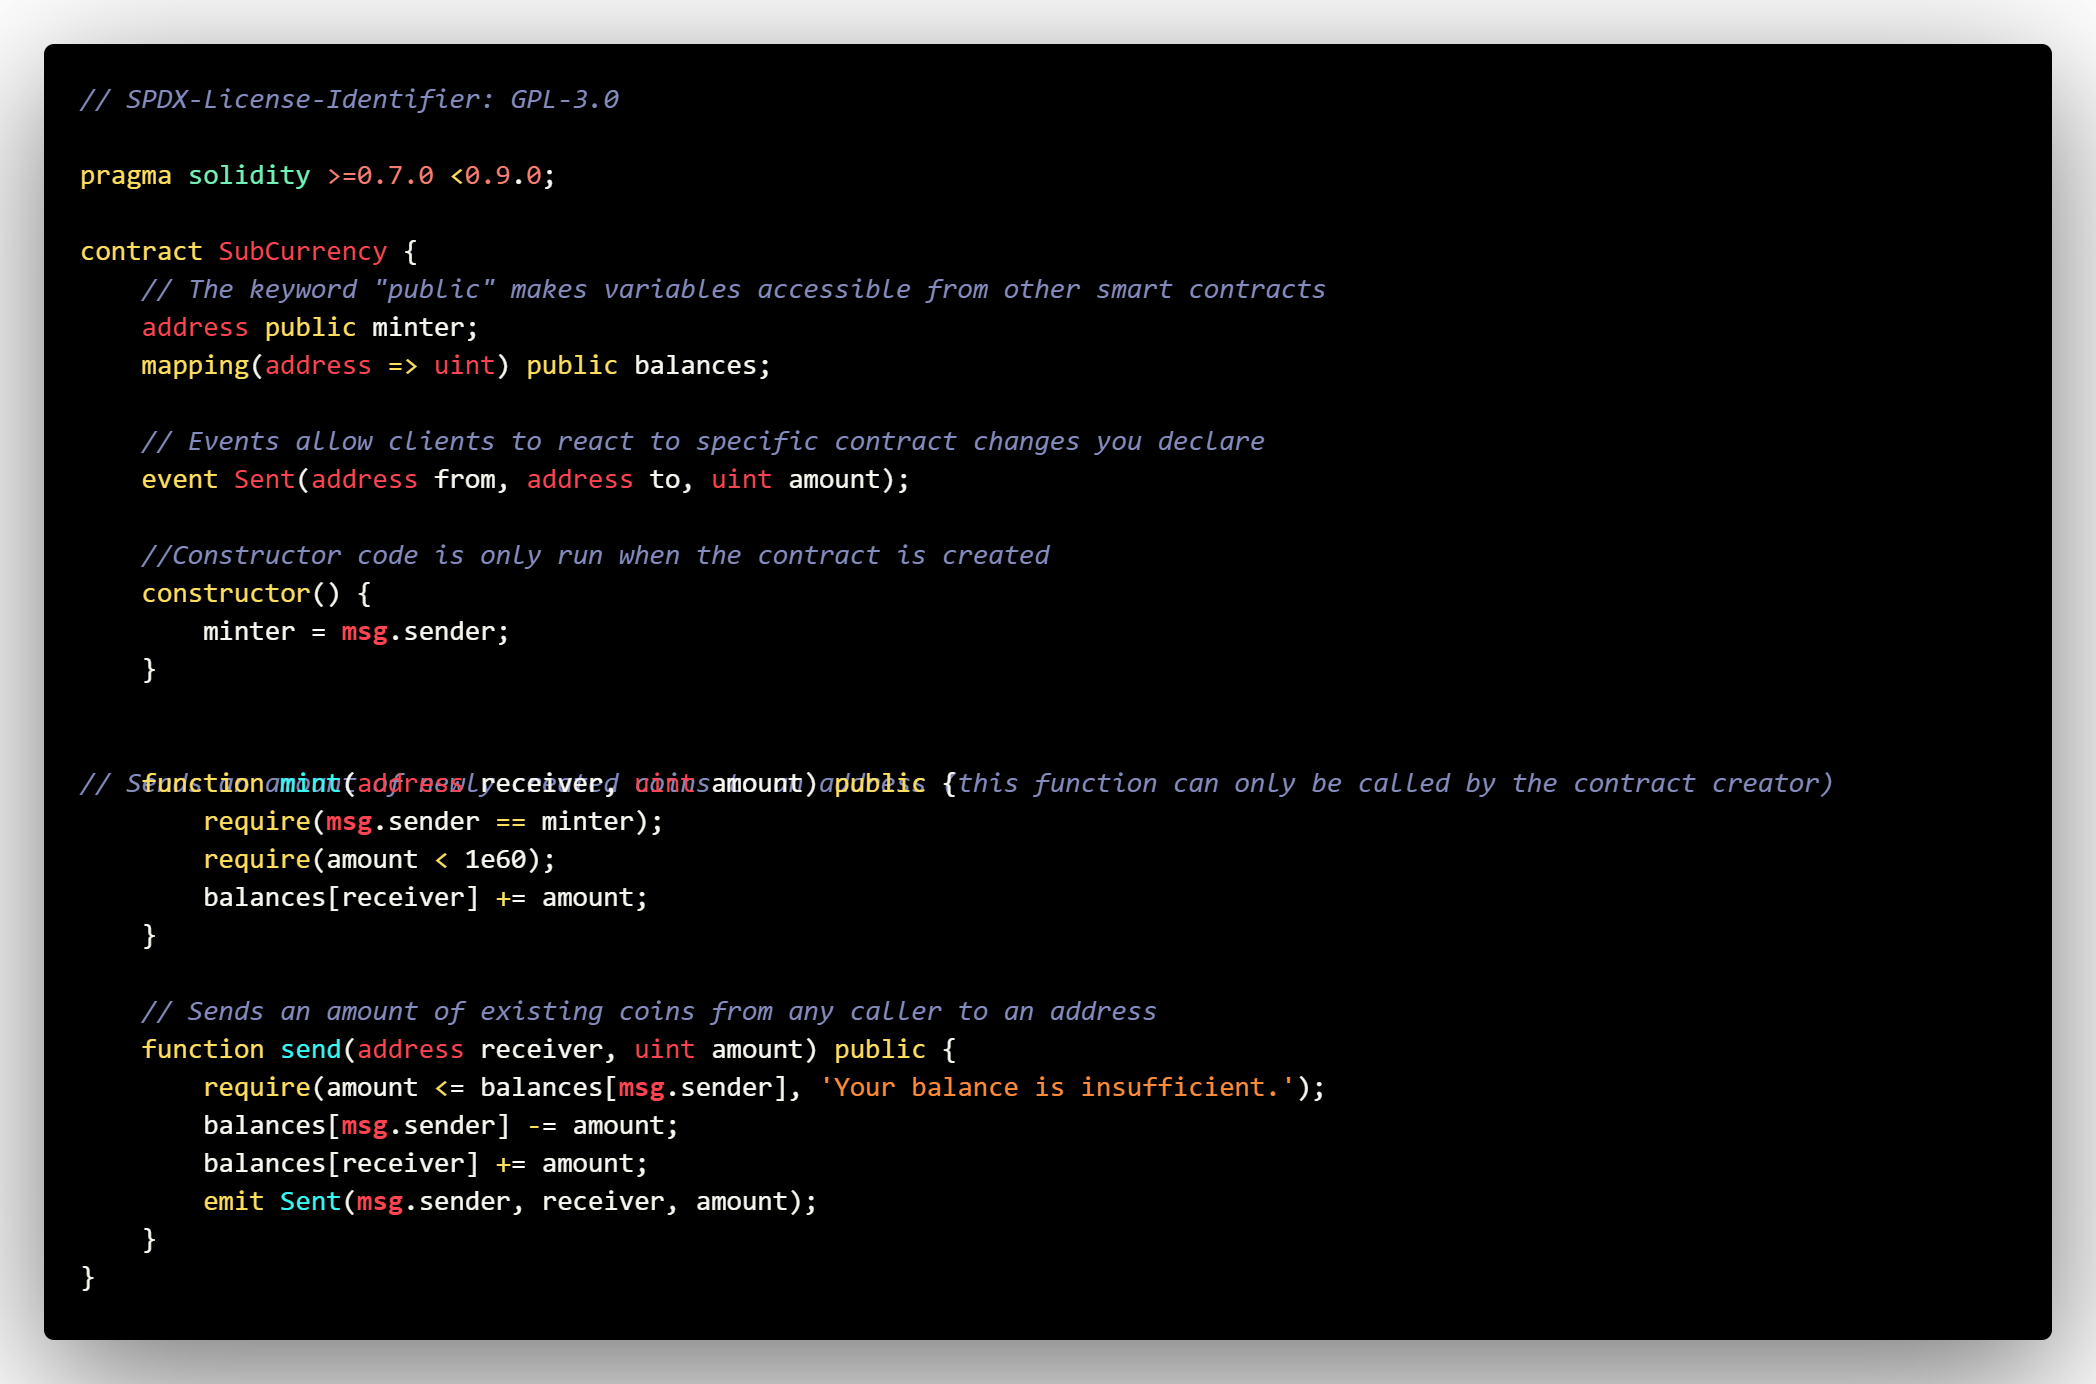 // SPDX-License-Identifier: GPL-3.0
pragma solidity >=0.7.0 <0.9.0;
contract SubCurrency {
// The keyword "public" makes variables accessible from other smart contracts
address public minter;
mapping(address => uint) public balances;
// Events allow clients to react to specific contract changes you declare
event Sent(address from, address to, uint amount);
//Constructor code is only run when the contract is created
constructor() {
minter = msg.sender;
}
// Sends an amount of newly created coins to an address (this function can only be called by the contract creator)
function mint(address receiver, uint amount) public {
require(msg.sender == minter);
require(amount < 1e60);
balances[receiver] += amount;
}
// Sends an amount of existing coins from any caller to an address
function send(address receiver, uint amount) public {
require(amount <= balances[msg.sender], 'Your balance is insufficient.');
balances[msg.sender] -= amount;
balances[receiver] += amount;
emit Sent(msg.sender, receiver, amount);
}
}